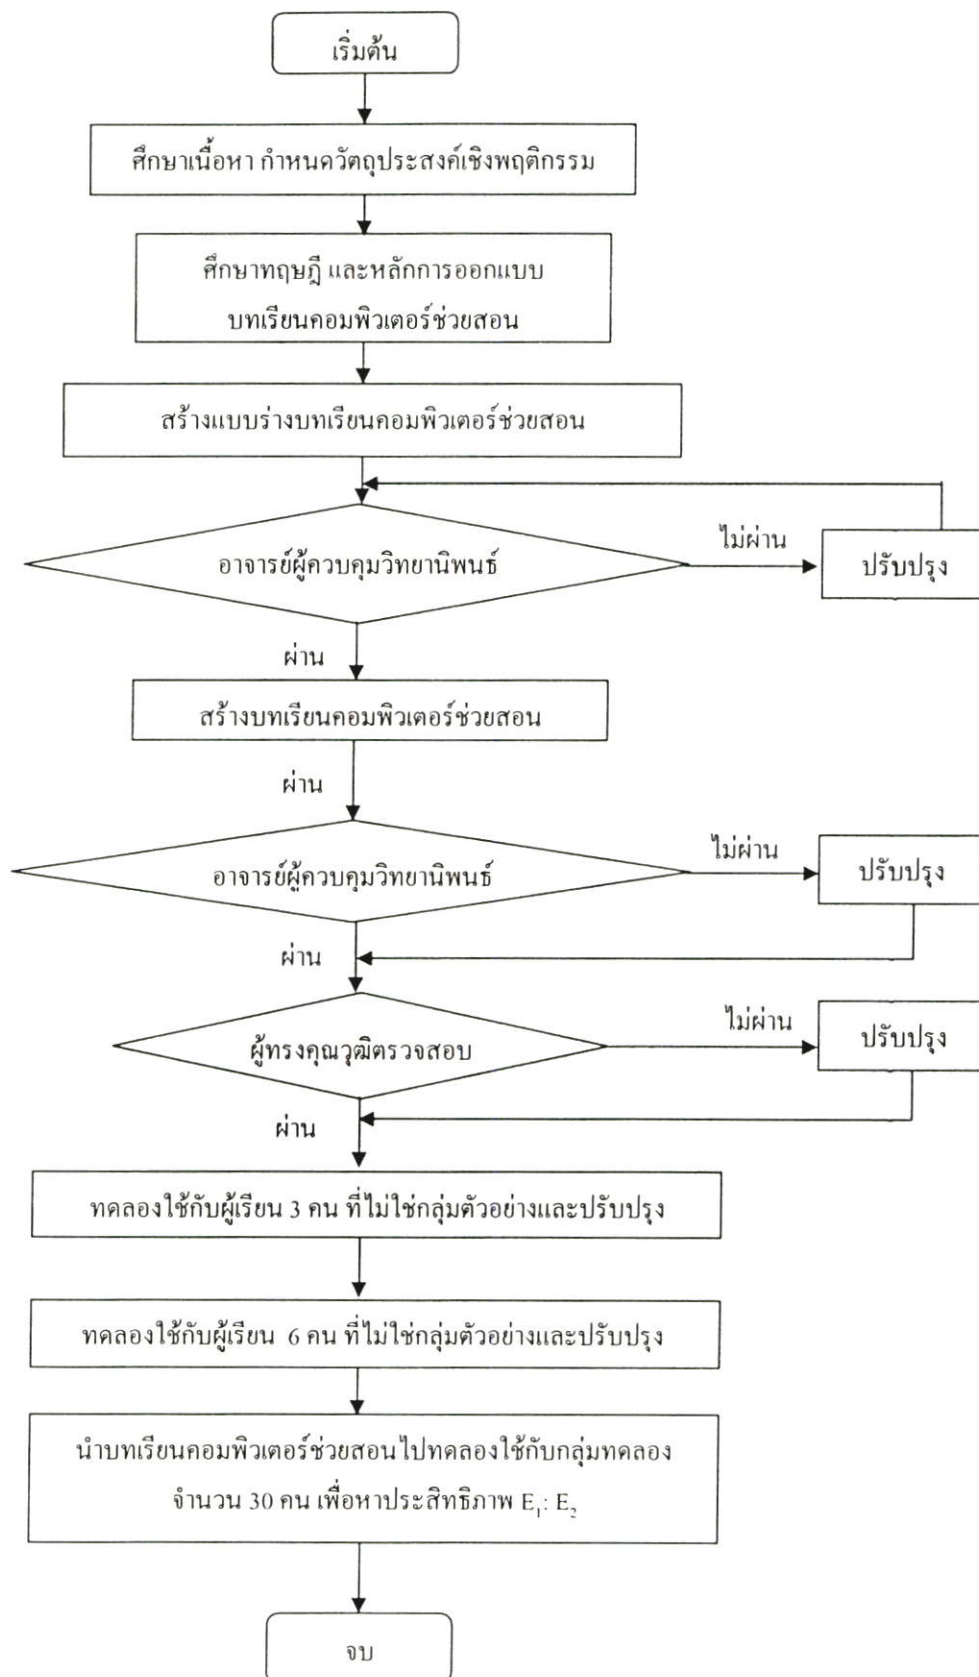 เริ่มต้น
ศึกษาเนื้อหา กำหนดวัตถุประสงค์เชิงพฤติกรรม
ศึกษาทฤษฎี และหลักการออกแบบ
บทเรียนคอมพิวเตอร์ช่วยสอน
สร้างแบบร่างบทเรียนคอมพิวเตอร์ช่วยสอน
อาจารย์ผู้ควบคุมวิทยานิพนธ์
ไม่ผ่าน
ปรับปรุง
ผ่าน
สร้างบทเรียนคอมพิวเตอร์ช่วยสอน
ผ่าน
อาจารย์ผู้ควบคุมวิทยานิพนธ์
ไม่ผ่าน
ปรับปรุง
ผ่าน
ผู้ทรงคุณวุฒิตรวจสอบ
ไม่ผ่าน
ปรับปรุง
ผ่าน
ทดลองใช้กับผู้เรียน 3 คน ที่ไม่ใช่กลุ่มตัวอย่างและปรับปรุง
ทดลองใช้กับผู้เรียน 6 คน ที่ไม่ใช่กลุ่มตัวอย่างและปรับปรุง
นำบทเรียนคอมพิวเตอร์ช่วยสอนไปทดลองใช้กับกลุ่มทดลอง
จำนวน 30 คน เพื่อหาประสิทธิภาพ E₁: E₂
จบ